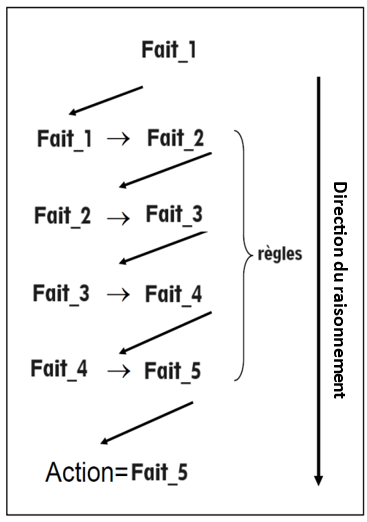 Fait_1
Fait_1 → Fait_2
Fait_2 → Fait_3
Fait_3 → Fait_4
Fait_4 → Fait_5
règles
Action=Fait_5
Direction du raisonnement